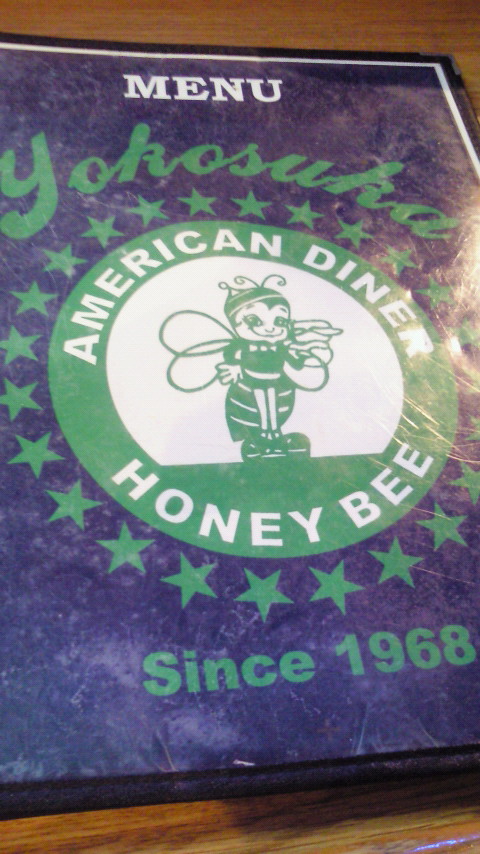 MENU
Yokosuka
AMERICAN DINER
HONEY BEE
Since 1968